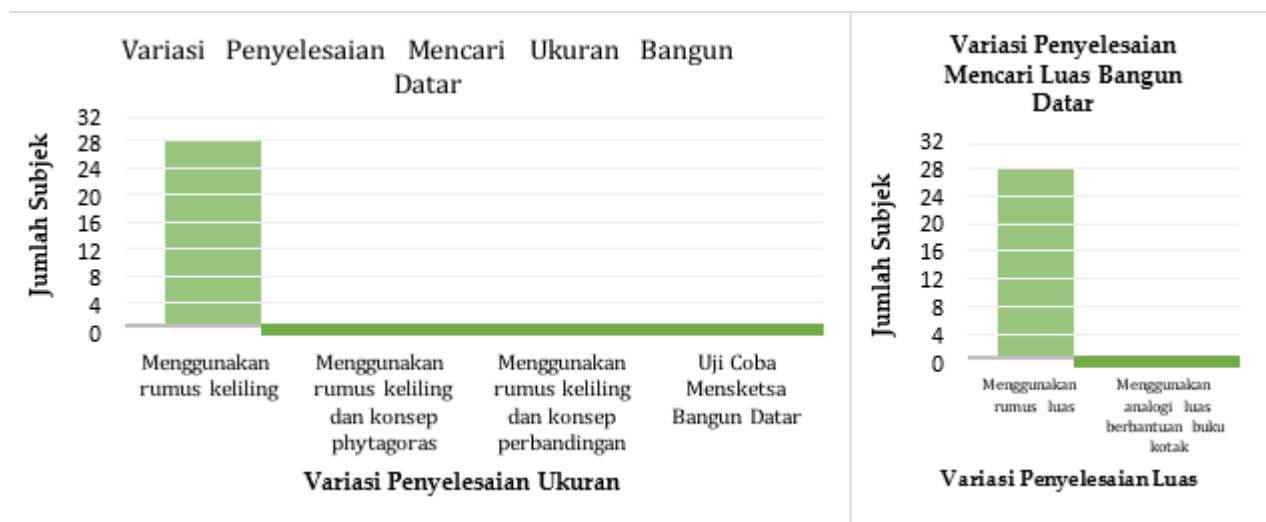 Variasi Penyelesaian Mencari Ukuran Bangun
Datar
Jumlah Subjek
32
28
24
20
16
12
8
4
0
Menggunakan
rumus keliling
Menggunakan
rumus keliling
dan konsep
phytagoras
Menggunakan
rumus keliling
dan konsep
perbandingan
Uji Coba
Mensketsa
Bangun Datar
Variasi Penyelesaian Ukuran
Variasi Penyelesaian
Mencari Luas Bangun
Datar
Jumlah Subjek
32
28
24
20
16
12
8
4
0
Menggunakan
rumus luas
Menggunakan
analogi luas
berbantuan buku
kotak
Variasi Penyelesaian Luas